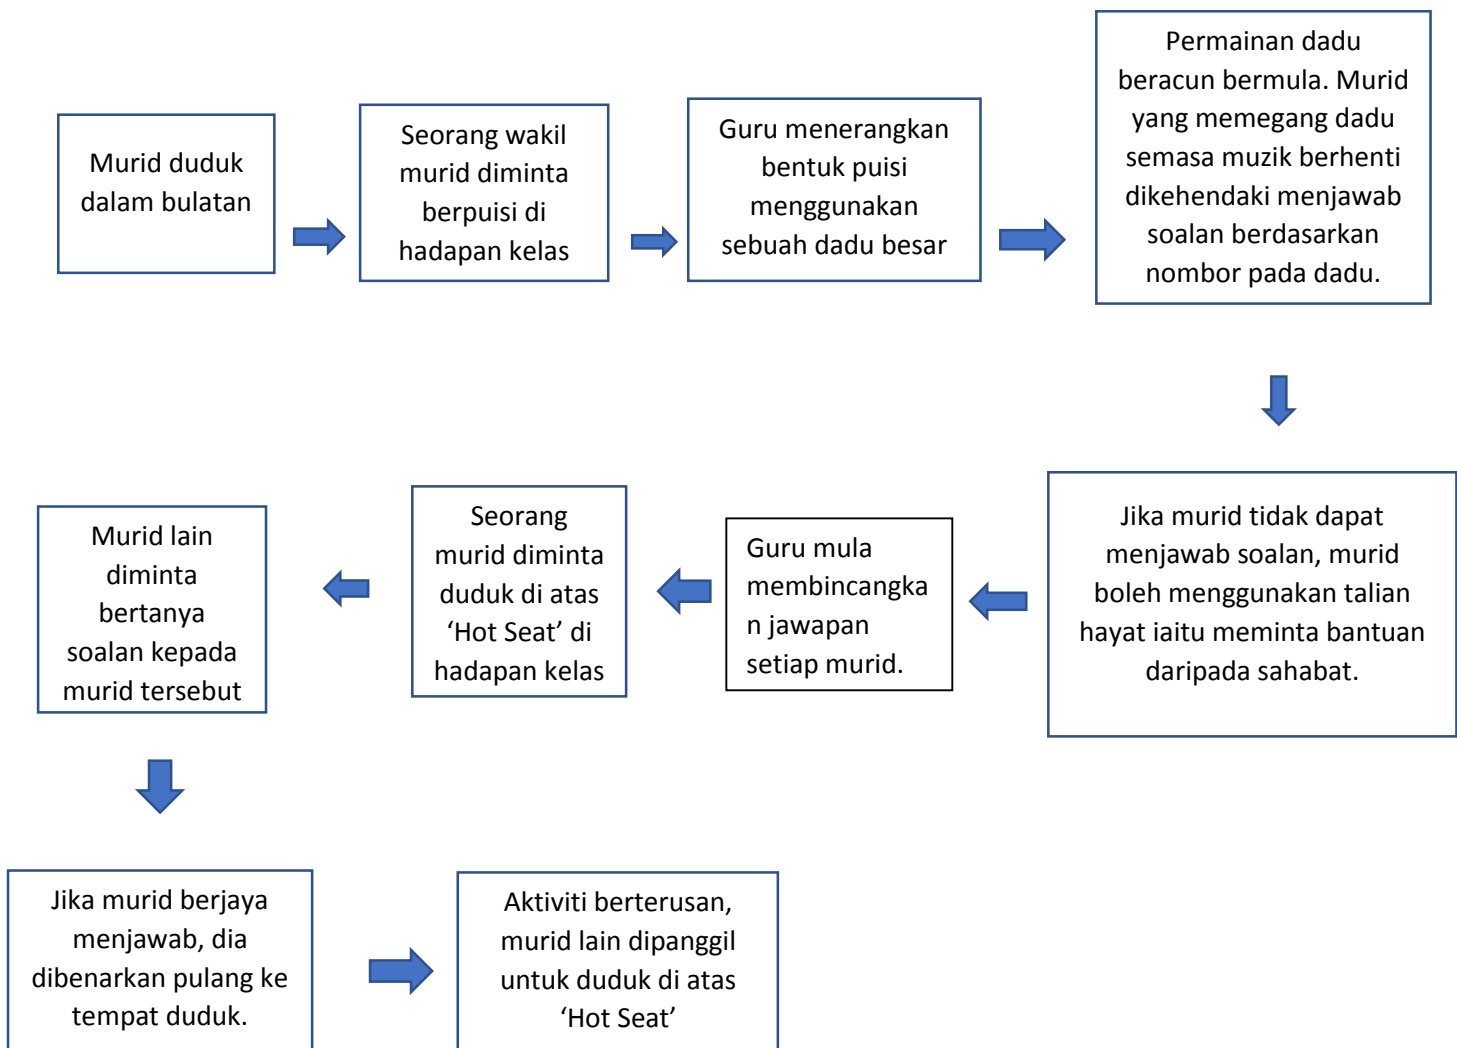 Murid duduk
dalam bulatan
Seorang wakil
murid diminta
berpuisi di
hadapan kelas
Guru menerangkan
bentuk puisi
menggunakan
sebuah dadu besar
Permainan dadu
beracun bermula. Murid
yang memegang dadu
semasa muzik berhenti
dikehendaki menjawab
soalan berdasarkan
nombor pada dadu.
Jika murid tidak dapat
menjawab soalan, murid
boleh menggunakan talian
hayat iaitu meminta bantuan
daripada sahabat.
Guru mula
membincangka
n jawapan
setiap murid.
Seorang
murid diminta
duduk di atas
‘Hot Seat’ di
hadapan kelas
Murid lain
diminta
bertanya
soalan kepada
murid tersebut
Jika murid berjaya
menjawab, dia
dibenarkan pulang ke
tempat duduk.
Aktiviti berterusan,
murid lain dipanggil
untuk duduk di atas
‘Hot Seat’